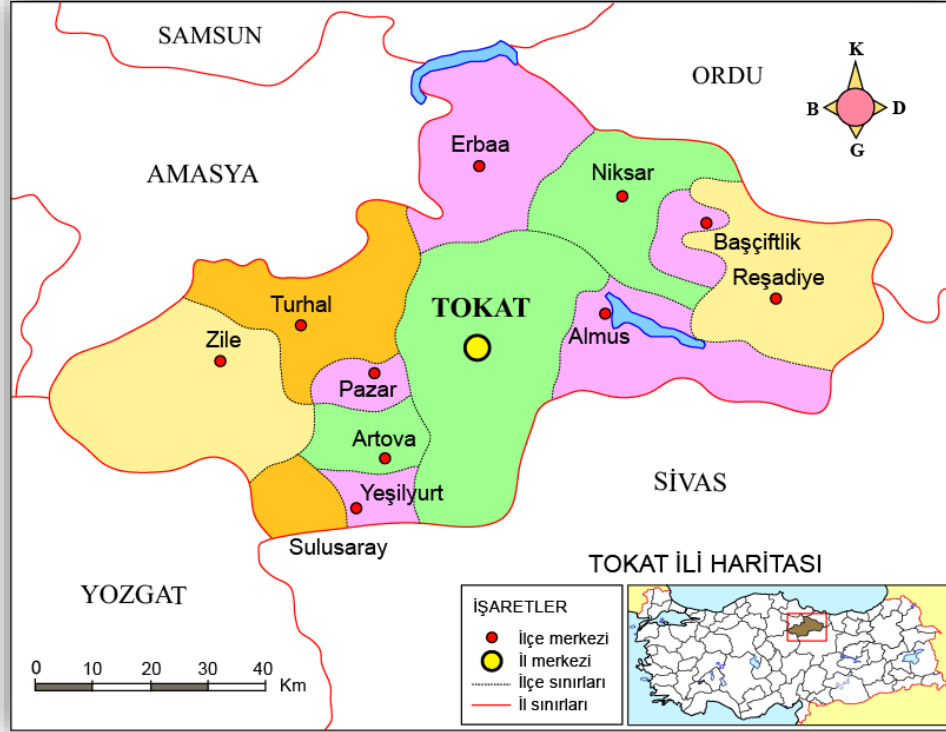 SAMSUN
ORDU
K
B D
G
Erbaa
AMASYA
Niksar
Başçiftlik
Reşadiye
TOKAT
Turhal
Almus
Zile
Pazar
Artova
SİVAS
Yeşilyurt
Sulusaray
TOKAT İLİ HARİTASI
YOZGAT
İŞARETLER
İlçe merkezi
İl merkezi
İlçe sınırları
İl sınırları
0 10 20 30 40
Km